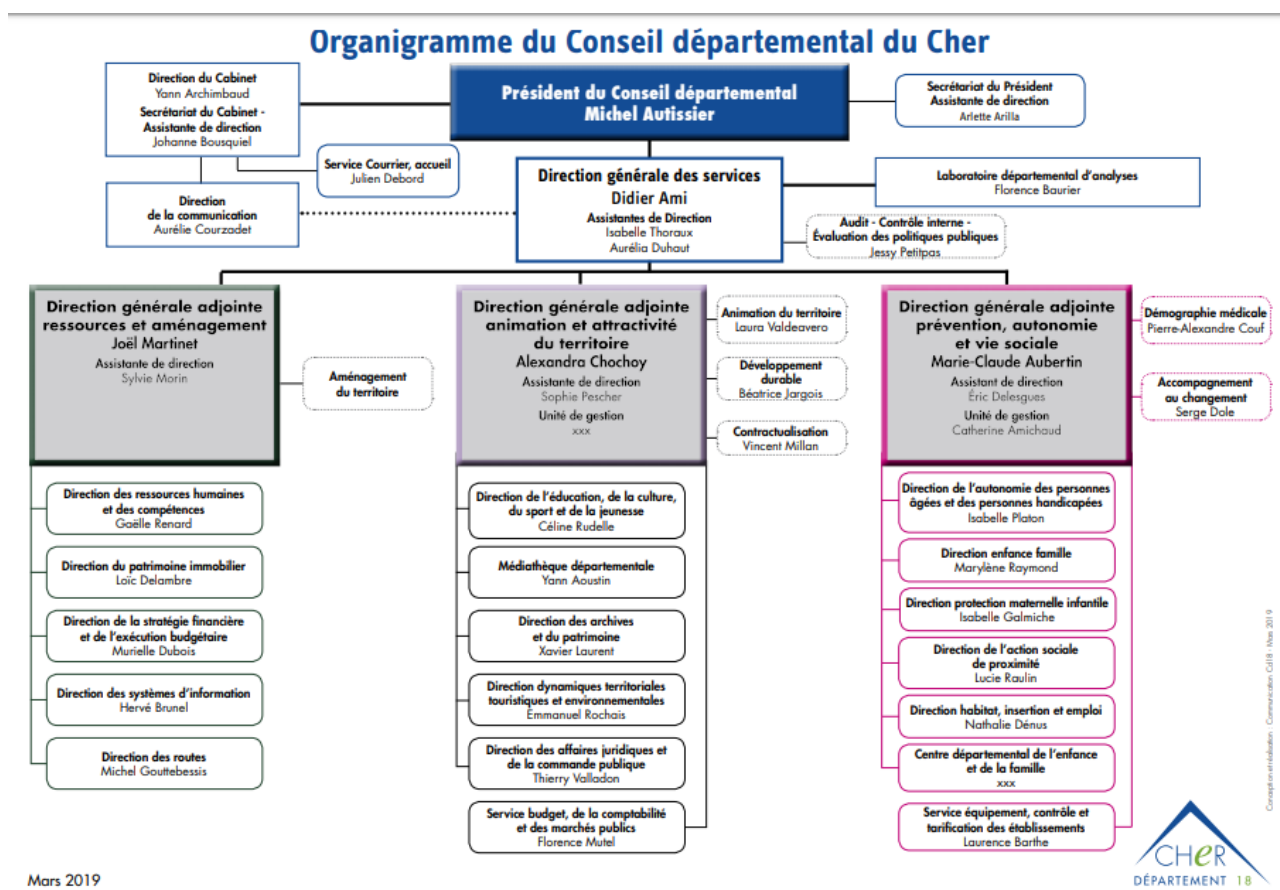 Organigramme du Conseil départemental du Cher
Direction du Cabinet
Yann Archimbaud
Secrétariat du Cabinet -
Assistante de direction
Johanne Bousquiel
Président du Conseil départemental
Michel Autissier
Secrétariat du Président
Assistante de direction
Arlette Arilla
Service Courrier, accueil
Julien Debord
Direction
de la communication
Aurélie Courzadet
Direction générale des services
Didier Ami
Assistantes de Direction
Isabelle Thoraux
Aurélia Duhaut
Laboratoire départemental d'analyses
Florence Baurier
Audit - Contrôle interne -
Évaluation des politiques publiques
Jessy Petitpas
Direction générale adjointe
ressources et aménagement
Joël Martinet
Assistante de direction
Sylvie Morin
Aménagement
du territoire
Direction des ressources humaines
et des compétences
Gaëlle Renard
Direction du patrimoine immobilier
Loïc Delambre
Direction de la stratégie financière
et de l'exécution budgétaire
Murielle Dubois
Direction des systèmes d'information
Hervé Brunel
Direction des routes
Michel Gouttebessis
Direction générale adjointe
animation et attractivité
du territoire
Alexandra Chochoy
Assistante de direction
Sophie Pescher
Unité de gestion
xxx
Animation du territoire
Laura Valdeavero
Développement
durable
Béatrice Jargois
Contractualisation
Vincent Millan
Direction de l'éducation, de la culture,
du sport et de la jeunesse
Céline Rudelle
Médiathèque départementale
Yann Aoustin
Direction des archives
et du patrimoine
Xavier Laurent
Direction dynamiques territoriales
touristiques et environnementales
Emmanuel Rochais
Direction des affaires juridiques et
de la commande publique
Thierry Valladon
Service budget, de la comptabilité
et des marchés publics
Florence Mutel
Direction générale adjointe
prévention, autonomie
et vie sociale
Marie-Claude Aubertin
Assistant de direction
Éric Delesgues
Unité de gestion
Catherine Amichaud
Démographie médicale
Pierre-Alexandre Couf
Accompagnement
au changement
Serge Dole
Direction de l'autonomie des personnes
âgées et des personnes handicapées
Isabelle Platon
Direction enfance famille
Marylène Raymond
Direction protection maternelle infantile
Isabelle Galmiche
Direction de l'action sociale
de proximité
Lucie Raulin
Direction habitat, insertion et emploi
Nathalie Dénus
Centre départemental de l'enfance
et de la famille
xxx
Service équipement, contrôle et
tarification des établissements
Laurence Barthe
Conception et réalisation : Communication Cd18 - Mars 2019
CHeR
DÉPARTEMENT 18
Mars 2019